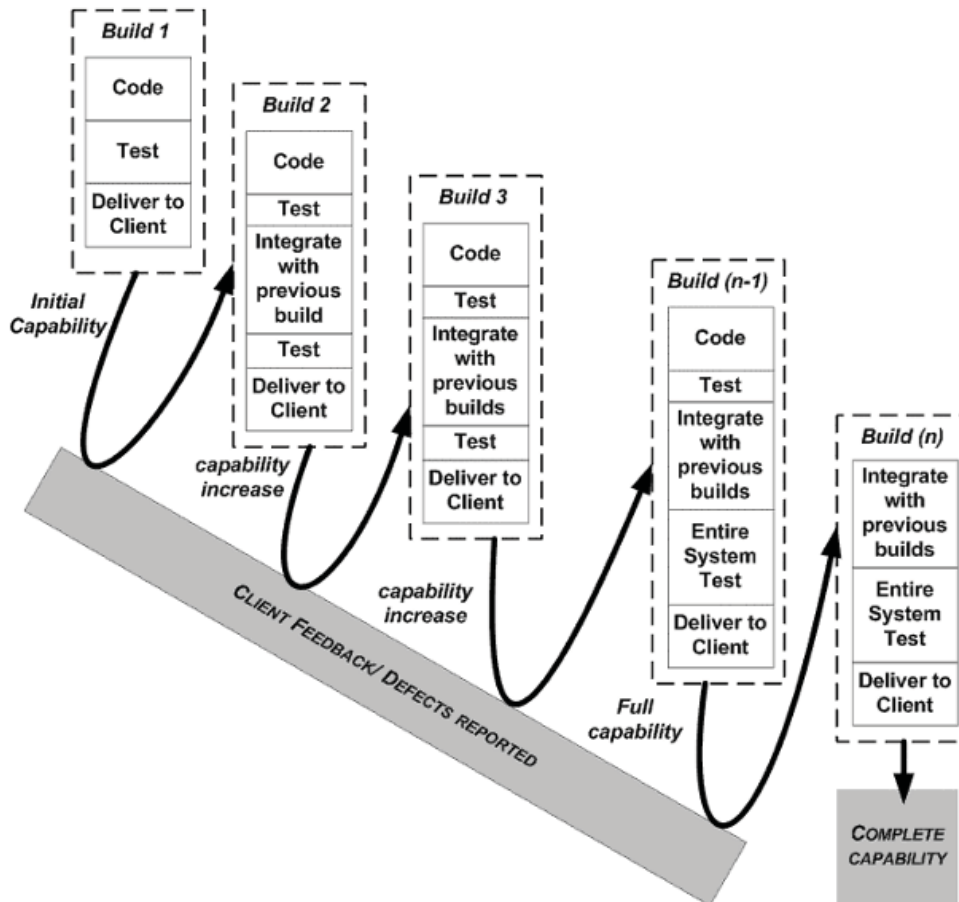 Build 1
Code
Test
Deliver to
Client
Initial
Capability
Build 2
Code
Test
Integrate
with
previous
build
Test
Deliver to
Client
capability
increase
Build 3
Code
Test
Integrate
with
previous
builds
Test
Deliver to
Client
capability
increase
Build (n-1)
Code
Test
Integrate
with
previous
builds
Entire
System
Test
Deliver to
Client
Full
capability
Build (n)
Integrate
with
previous
builds
Entire
System
Test
Deliver to
Client
COMPLETE
CAPABILITY
CLIENT FEEDBACK/ DEFECTS REPORTED